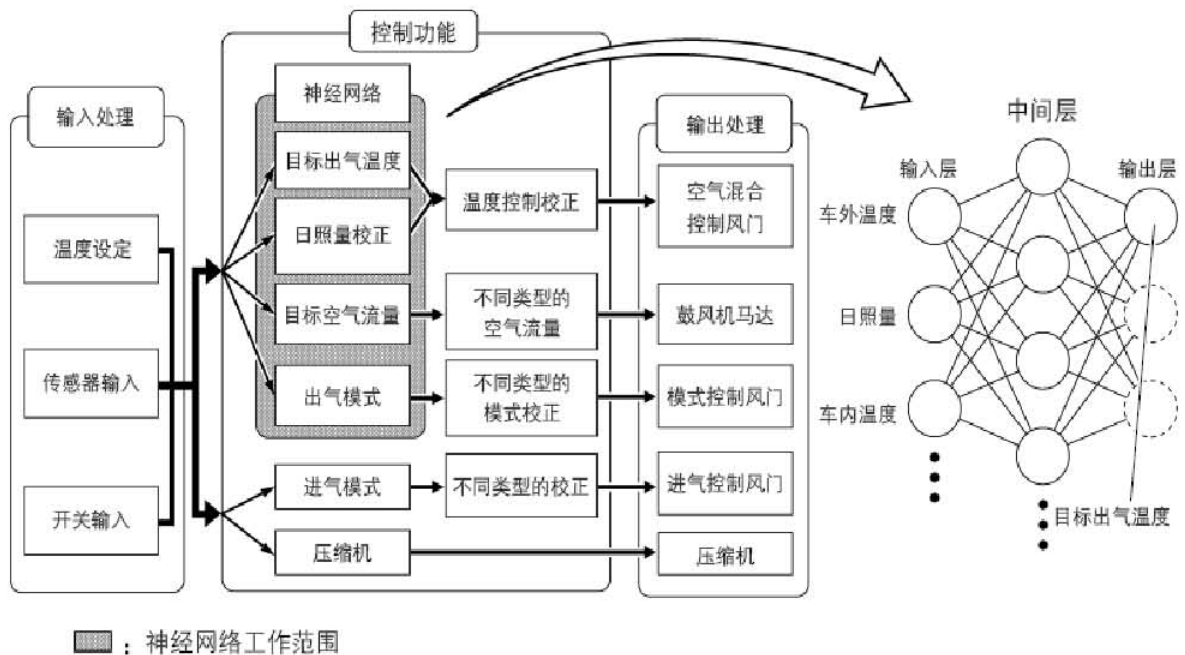 控制功能
输入处理
温度设定
传感器输入
开关输入
神经网络
目标出气温度
日照量校正
目标空气流量
出气模式
进气模式
压缩机
温度控制校正
不同类型的
空气流量
不同类型的
模式校正
不同类型的校正
输出处理
空气混合
控制风门
鼓风机马达
模式控制风门
进气控制风门
压缩机
中间层
输入层
输出层
车外温度
日照量
车内温度
目标出气温度
：神经网络工作范围